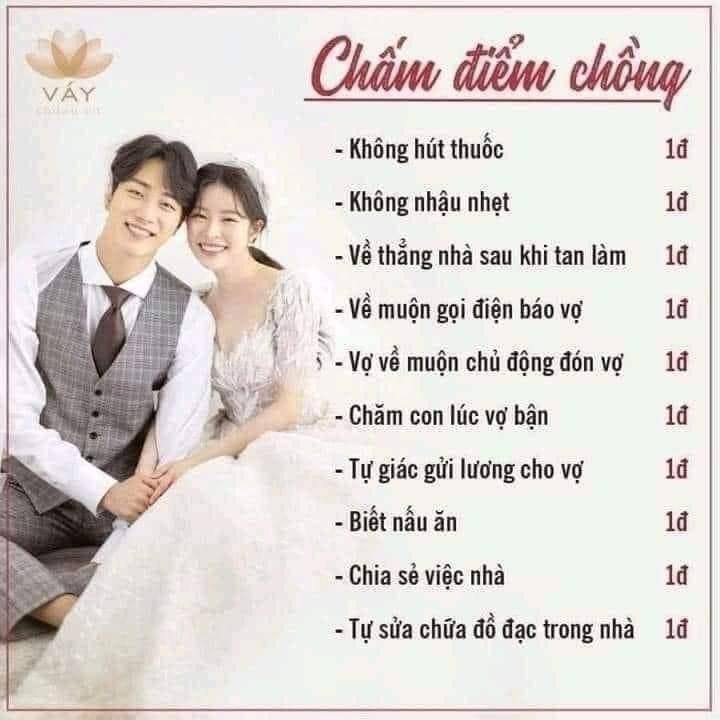 VÁY
Chấm điểm chồng
- Không hút thuốc 1đ
- Không nhậu nhẹt 1đ
- Về thẳng nhà sau khi tan làm 1đ
- Về muộn gọi điện báo vợ 1đ
- Vợ về muộn chủ động đón vợ 1đ
- Chăm con lúc vợ bận 1đ
- Tự giác gửi lương cho vợ 1đ
- Biết nấu ăn 1đ
- Chia sẻ việc nhà 1đ
- Tự sửa chữa đồ đạc trong nhà 1đ